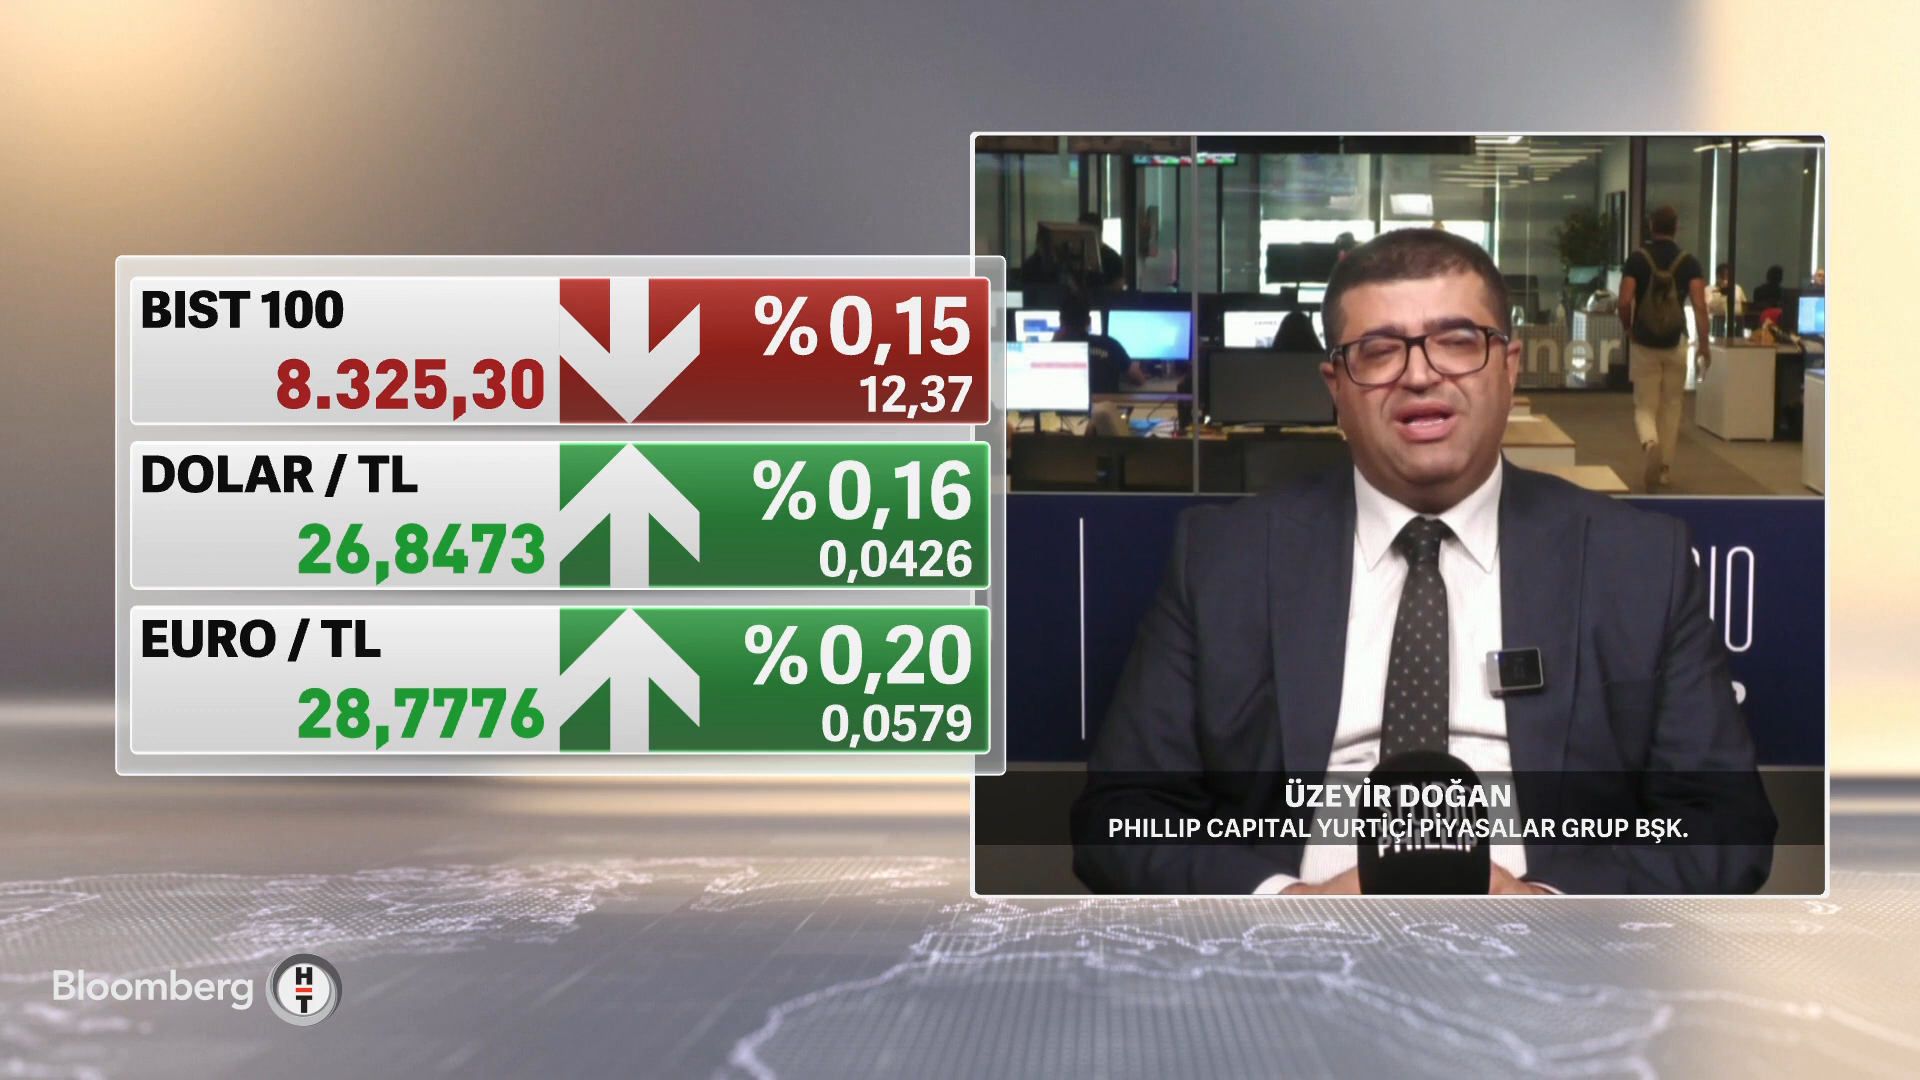 BIST 100
8.325,30
%0,15
12,37
DOLAR / TL
26,8473
%0,16
0,0426
EURO / TL
28,7776
%0,20
0,0579
ÜZEYİR DOĞAN
PHILLIP CAPITAL YURTİÇİ PİYASALAR GRUP BŞK.
PHILLIP
Bloomberg HT